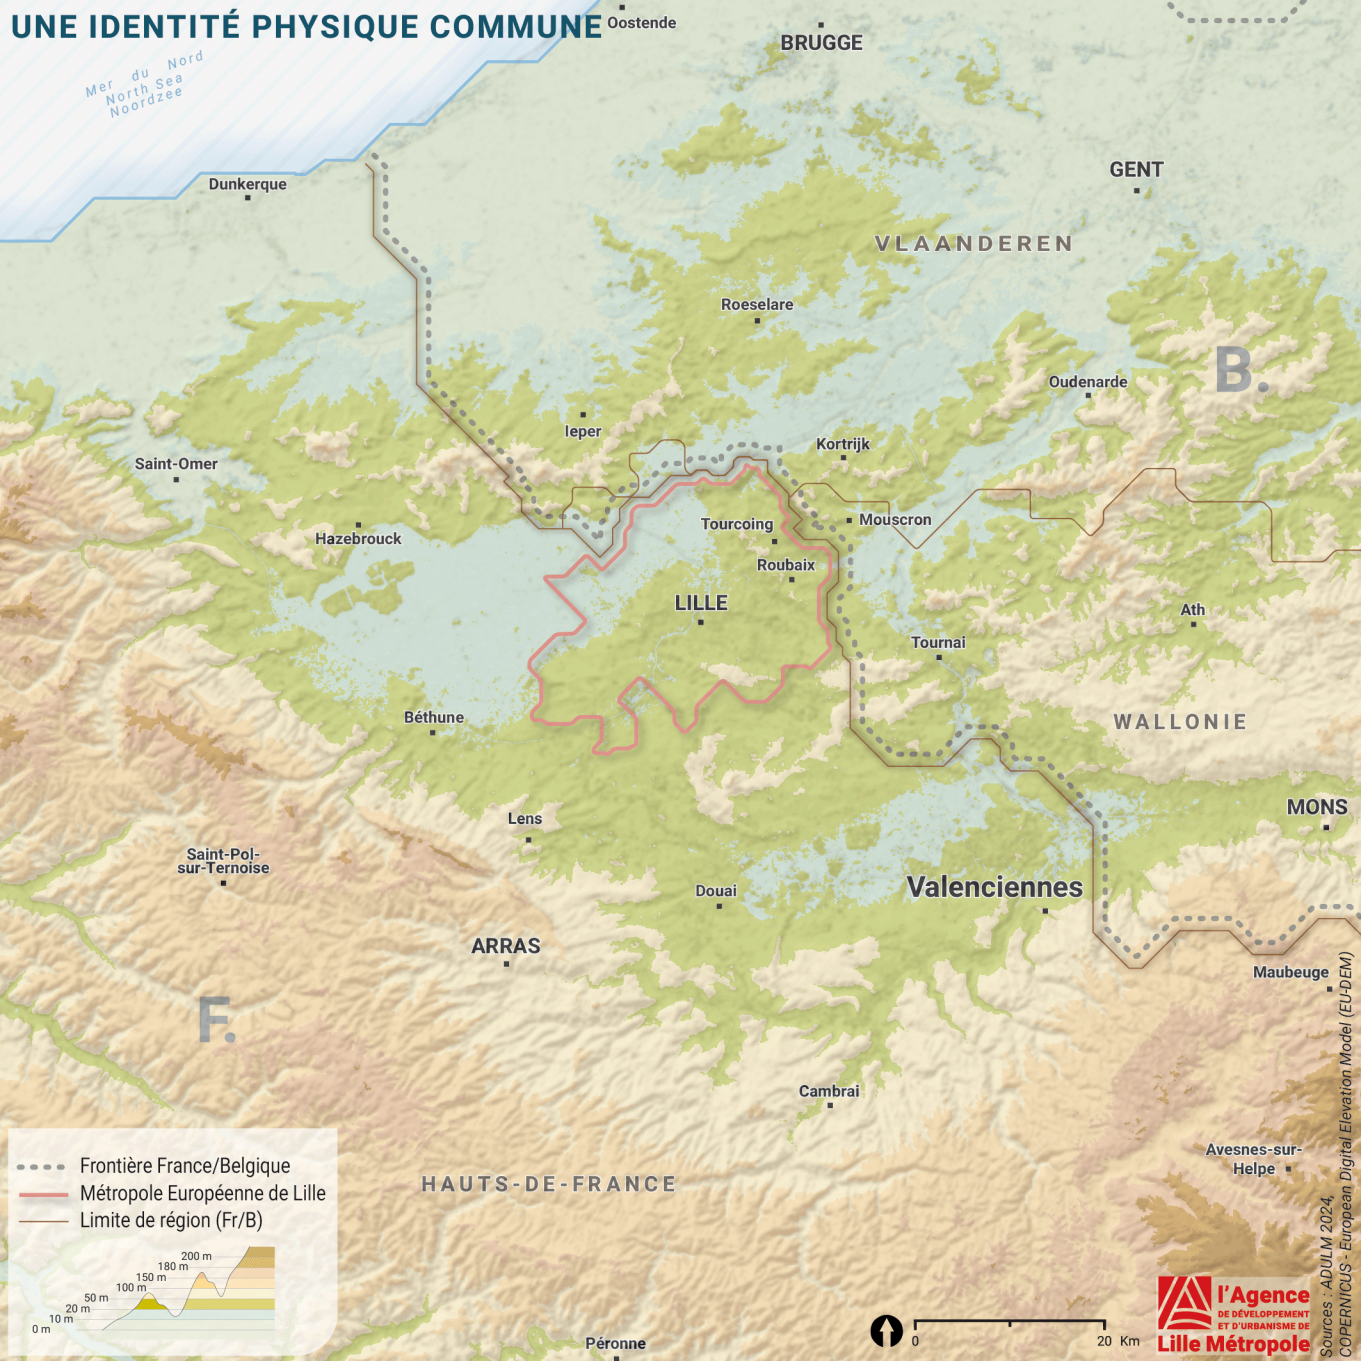 UNE IDENTITÉ PHYSIQUE COMMUNE
Oostende
BRUGGE
Mer du Nord
North Sea
Noordzee
GENT
Dunkerque
VLAANDEREN
Roeselare
B.
Oudenarde
Ieper
Kortrijk
Saint-Omer
Tourcoing
Mouscron
Hazebrouck
Roubaix
LILLE
Ath
Tournai
Béthune
WALLONIE
MONS
Lens
Saint-Pol-
sur-Ternoise
Douai
Valenciennes
ARRAS
Maubeuge
F.
Cambrai
Avesnes-sur-
Helpe
HAUTS-DE-FRANCE
Péronne
Frontière France/Belgique
Métropole Européenne de Lille
Limite de région (Fr/B)
200 m
180 m
150 m
100 m
50 m
20 m
10 m
0 m
0 20 Km
l'Agence
DE DÉVELOPPEMENT
ET D'URBANISME DE
Lille Métropole
Sources : ADULM 2024,
COPERNICUS - European Digital Elevation Model (EU-DEM)